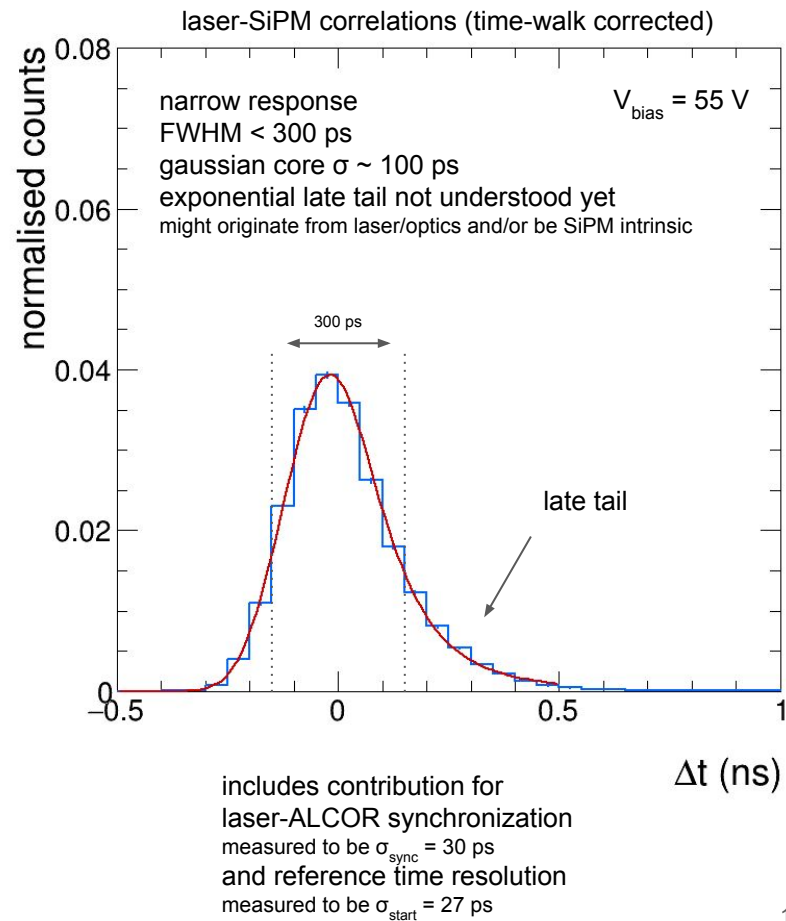 laser-SiPM correlations (time-walk corrected)
normalised counts
0.08
0.06
0.04
0.02
0
narrow response
FWHM < 300 ps
gaussian core σ ~ 100 ps
exponential late tail not understood yet
might originate from laser/optics and/or be SiPM intrinsic
V_bias = 55 V
300 ps
late tail
−0.5 0 0.5 1
Δt (ns)
includes contribution for
laser-ALCOR synchronization
measured to be σ_sync = 30 ps
and reference time resolution
measured to be σ_start = 27 ps